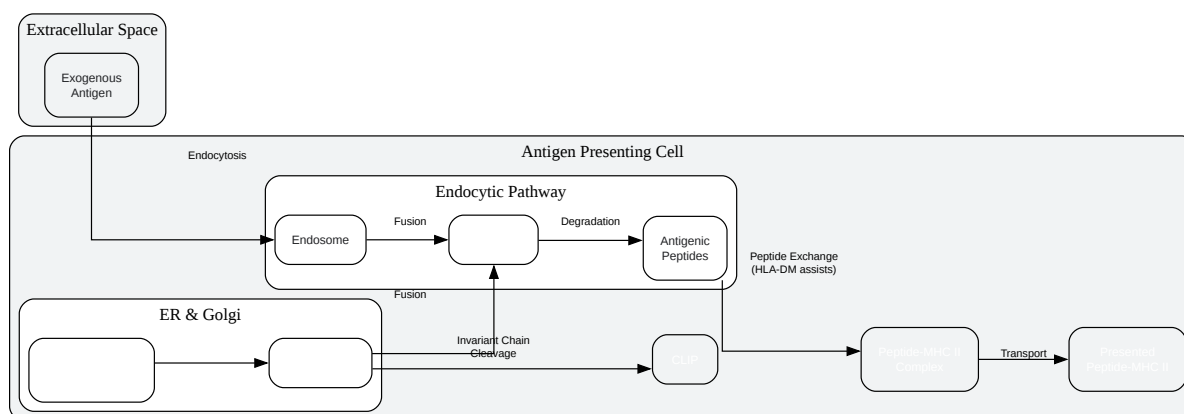 Extracellular Space
Exogenous
Antigen
Endocytosis
Antigen Presenting Cell
Endocytic Pathway
Endosome
Fusion
Degradation
Antigenic
Peptides
Peptide Exchange
(HLA-DM assists)
Fusion
ER & Golgi
Invariant Chain
Cleavage
CLIP
Peptide-MHC II
Complex
Transport
Presented
Peptide-MHC II